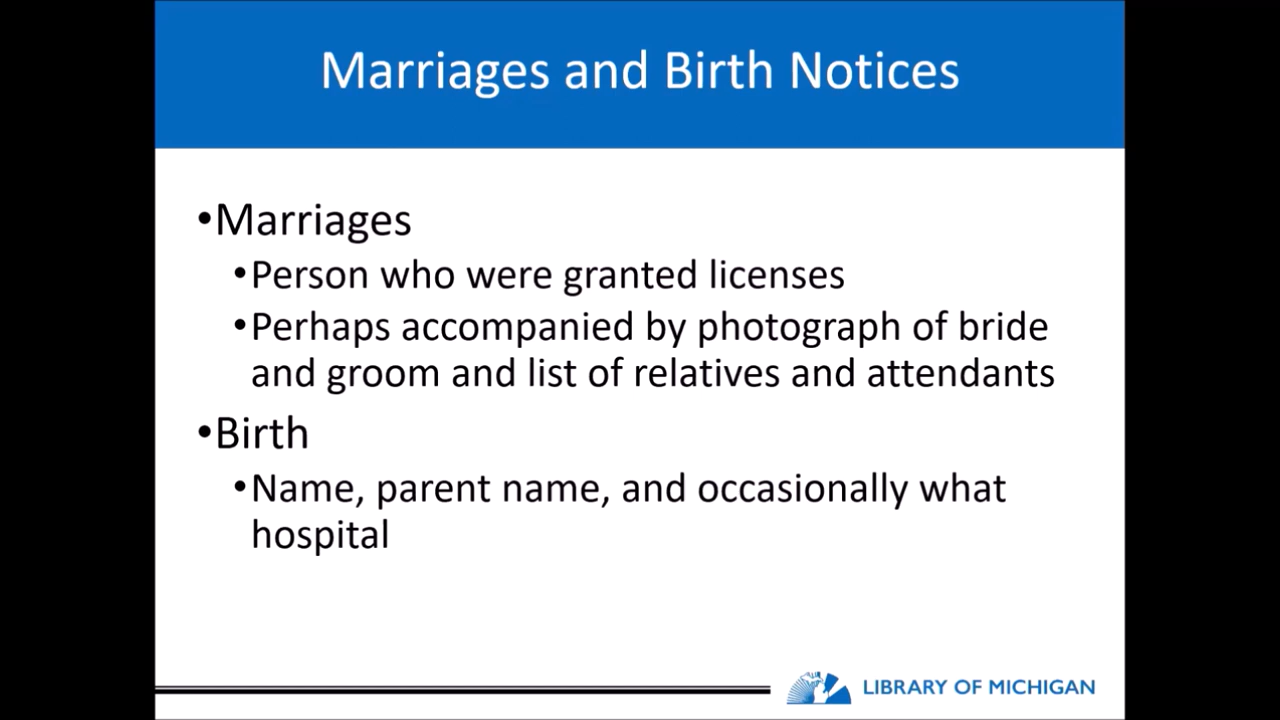 Marriages and Birth Notices
•Marriages
•Person who were granted licenses
•Perhaps accompanied by photograph of bride
and groom and list of relatives and attendants
•Birth
•Name, parent name, and occasionally what
hospital
LIBRARY OF MICHIGAN